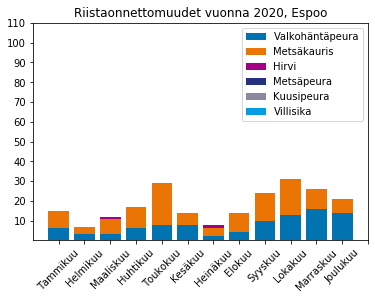 Riistaonnettomuudet vuonna 2020, Espoo
110
100
90
80
70
60
50
40
30
20
10
Valkohäntäpeura
Metsäkauris
Hirvi
Metsäpeura
Kuusipeura
Villisika
Tammikuu
Helmikuu
Maaliskuu
Huhtikuu
Toukokuu
Kesäkuu
Heinäkuu
Elokuu
Syyskuu
Lokakuu
Marraskuu
Joulukuu